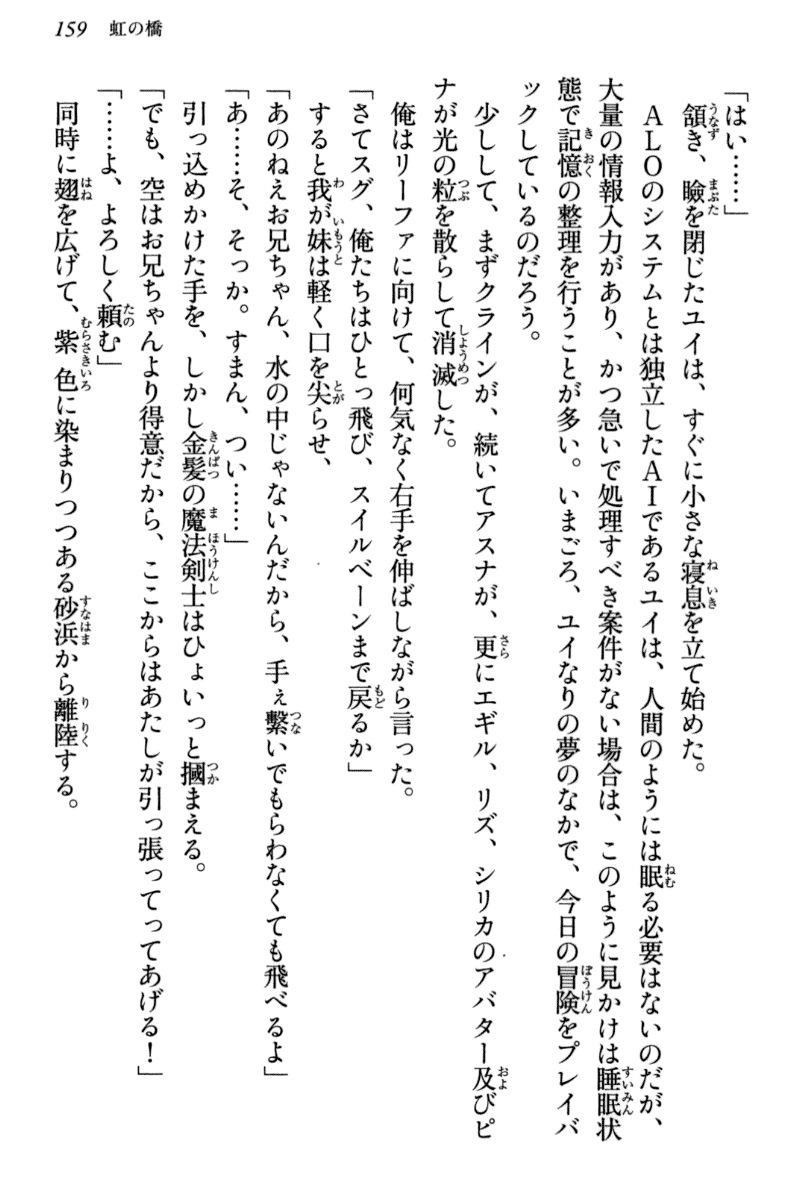 159 虹の橋
「はい……」
頷き、瞼を閉じたユイは、すぐに小さな寝息を立て始めた。
ＡＬＯのシステムとは独立したＡＩであるユイは、人間のようには眠る必要はないのだが、
大量の情報入力があり、かつ急いで処理すべき案件がない場合は、このように見かけは睡眠状
態で記憶の整理を行うことが多い。いまごろ、ユイなりの夢のなかで、今日の冒険をプレイバ
ックしているのだろう。
少しして、まずクラインが、続いてアスナが、更にエギル、リズ、シリカのアバター及びピ
ナが光の粒を散らして消滅した。
俺はリーファに向けて、何気なく右手を伸ばしながら言った。
「さてスグ、俺たちはひとっ飛び、スイルベーンまで戻るか」
すると我が妹は軽く口を尖らせ、
「あのねえお兄ちゃん、水の中じゃないんだから、手ぇ繫いでもらわなくても飛べるよ」
「あ……そ、そっか。すまん、つい……」
引っ込めかけた手を、しかし金髪の魔法剣士はひょいっと摑まえる。
「でも、空はお兄ちゃんより得意だから、ここからはあたしが引っ張ってってあげる！」
「……よ、よろしく頼む」
同時に翅を広げて、紫色に染まりつつある砂浜から離陸する。